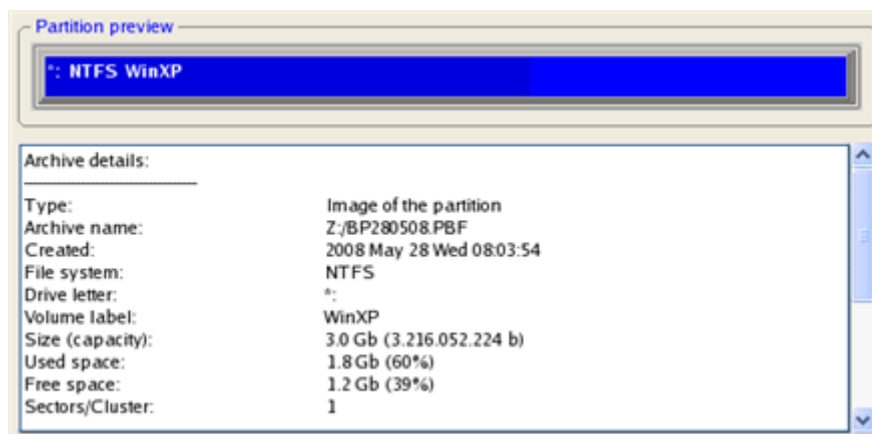 Partition preview
*: NTFS WinXP
Archive details:
Type: Image of the partition
Archive name: Z:/BP280508.PBF
Created: 2008 May 28 Wed 08:03:54
File system: NTFS
Drive letter: *:
Volume label: WinXP
Size (capacity): 3.0 Gb (3.216.052.224 b)
Used space: 1.8 Gb (60%)
Free space: 1.2 Gb (39%)
Sectors/Cluster: 1